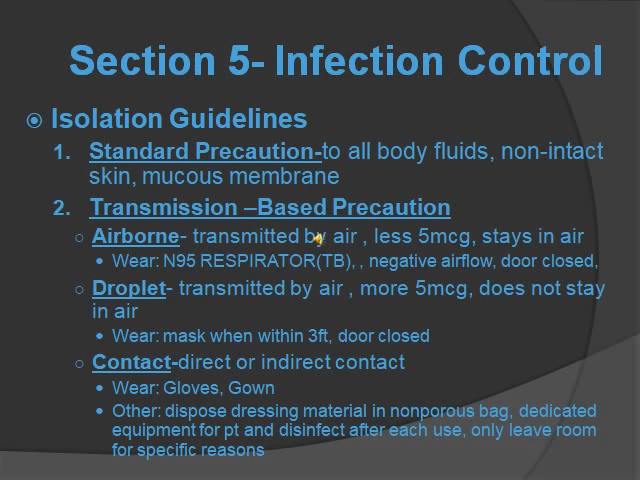 Section 5- Infection Control
Isolation Guidelines
1. Standard Precaution-to all body fluids, non-intact
skin, mucous membrane
2. Transmission –Based Precaution
Airborne- transmitted by air , less 5mcg, stays in air
Wear: N95 RESPIRATOR(TB), , negative airflow, door closed,
Droplet- transmitted by air , more 5mcg, does not stay
in air
Wear: mask when within 3ft, door closed
Contact-direct or indirect contact
Wear: Gloves, Gown
Other: dispose dressing material in nonporous bag, dedicated
equipment for pt and disinfect after each use, only leave room
for specific reasons